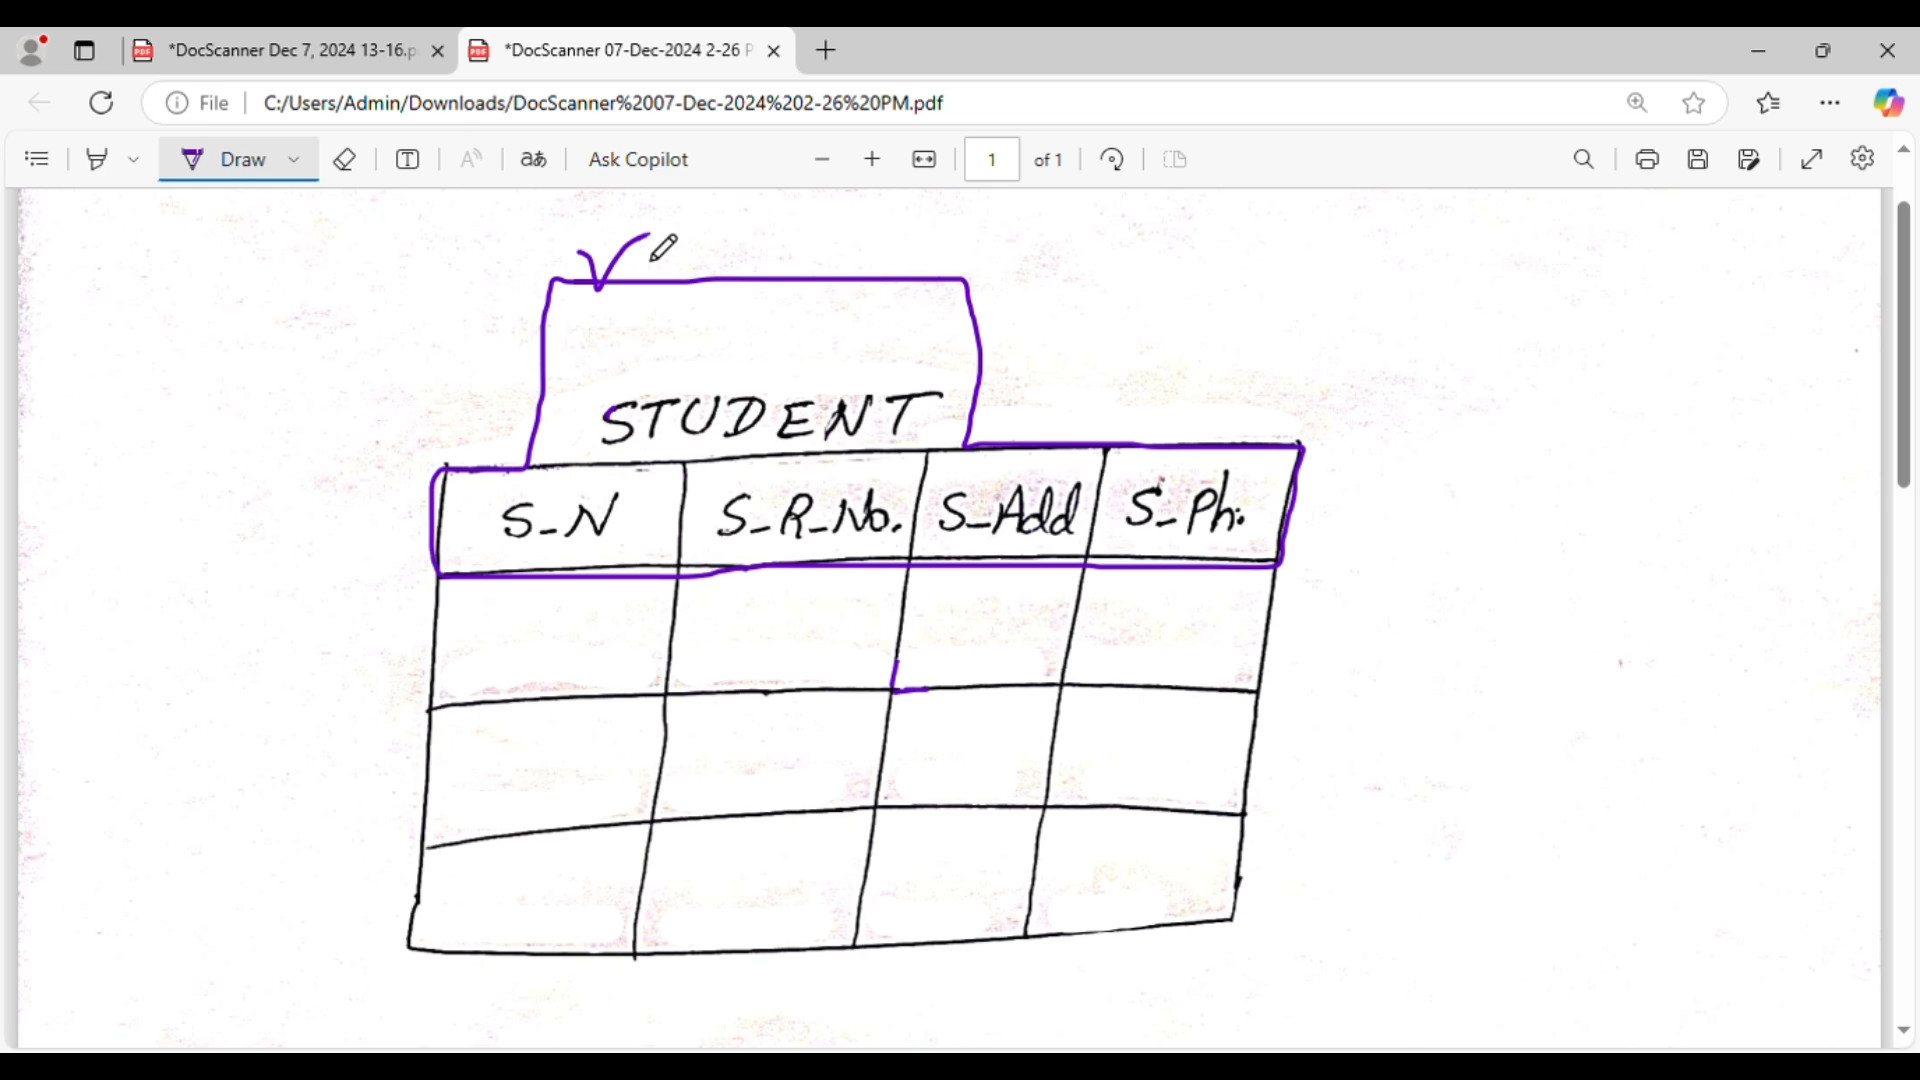 *DocScanner Dec 7, 2024 13-16.p
*DocScanner 07-Dec-2024 2-26 P
File
C:/Users/Admin/Downloads/DocScanner%2007-Dec-2024%202-26%20PM.pdf
Draw
Ask Copilot
1 of 1
STUDENT
S_N S_R_No. S_Add S_Ph.